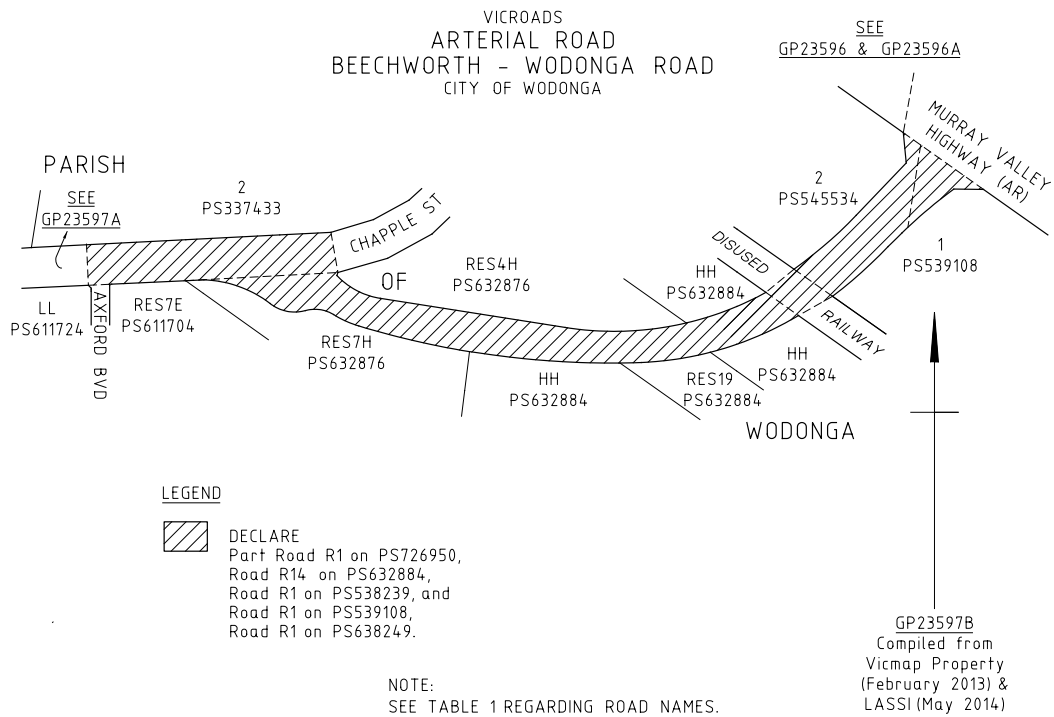 VICROADS
ARTERIAL ROAD
BEECHWORTH - WODONGA ROAD
CITY OF WODONGA
SEE
GP23596 & GP23596A
MURRAY VALLEY
HIGHWAY (AR)
PARISH
SEE
GP23597A
2
PS337433
CHAPPLE ST
2
PS545534
1
PS539108
DISUSED
RAILWAY
OF
RES4H
PS632876
HH
PS632884
LL
PS611724
AXFORD BVD
RES7E
PS611704
RES7H
PS632876
HH
PS632884
RES19
PS632884
HH
PS632884
WODONGA
LEGEND
DECLARE
Part Road R1 on PS726950,
Road R14 on PS632884,
Road R1 on PS538239, and
Road R1 on PS539108,
Road R1 on PS638249.
GP23597B
Compiled from
Vicmap Property
(February 2013) &
LASSI (May 2014)
NOTE:
SEE TABLE 1 REGARDING ROAD NAMES.